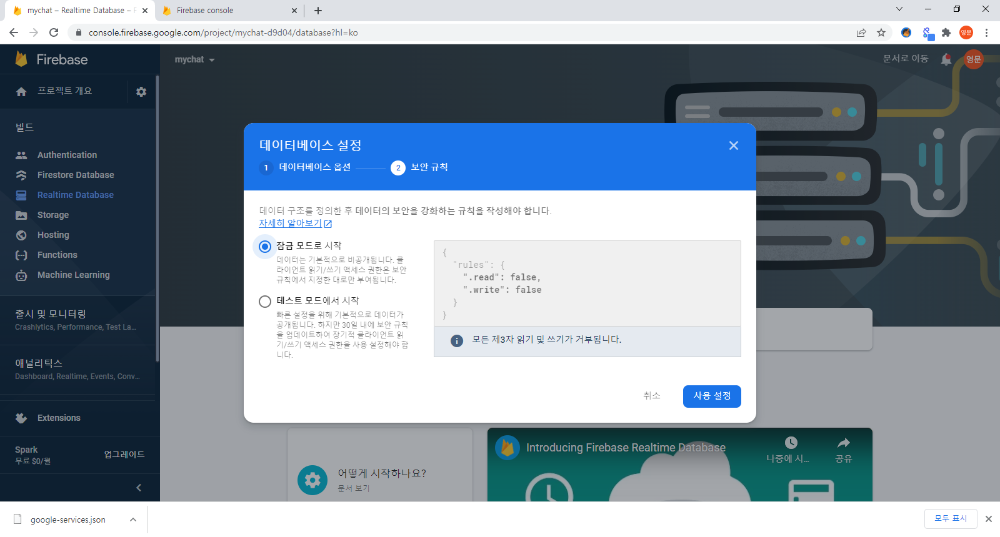 mychat – Realtime Database – F
Firebase console
console.firebase.google.com/project/mychat-d9d04/database?hl=ko
영문
Firebase
mychat
문서로 이동
영문
프로젝트 개요
빌드
Authentication
Firestore Database
Realtime Database
Storage
Hosting
Functions
Machine Learning
출시 및 모니터링
Crashlytics, Performance, Test La...
애널리틱스
Dashboard, Realtime, Events, Conv...
Extensions
Spark
무료 $0/월
업그레이드
데이터베이스 설정
1 데이터베이스 옵션
2 보안 규칙
데이터 구조를 정의한 후 데이터의 보안을 강화하는 규칙을 작성해야 합니다.
자세히 알아보기
잠금 모드로 시작
데이터는 기본적으로 비공개됩니다. 클
라이언트 읽기/쓰기 액세스 권한은 보안
규칙에서 지정한 대로만 부여됩니다.
테스트 모드에서 시작
빠른 설정을 위해 기본적으로 데이터가
공개됩니다. 하지만 30일 내에 보안 규칙
을 업데이트하여 장기적 클라이언트 읽
기/쓰기 액세스 권한을 사용 설정해야 합
니다.
{
"rules": {
".read": false,
".write": false
}
}
모든 제3자 읽기 및 쓰기가 거부됩니다.
취소
사용 설정
어떻게 시작하나요?
문서 보기
Introducing Firebase Realtime Database
나중에 시...
공유
google-services.json
모두 표시